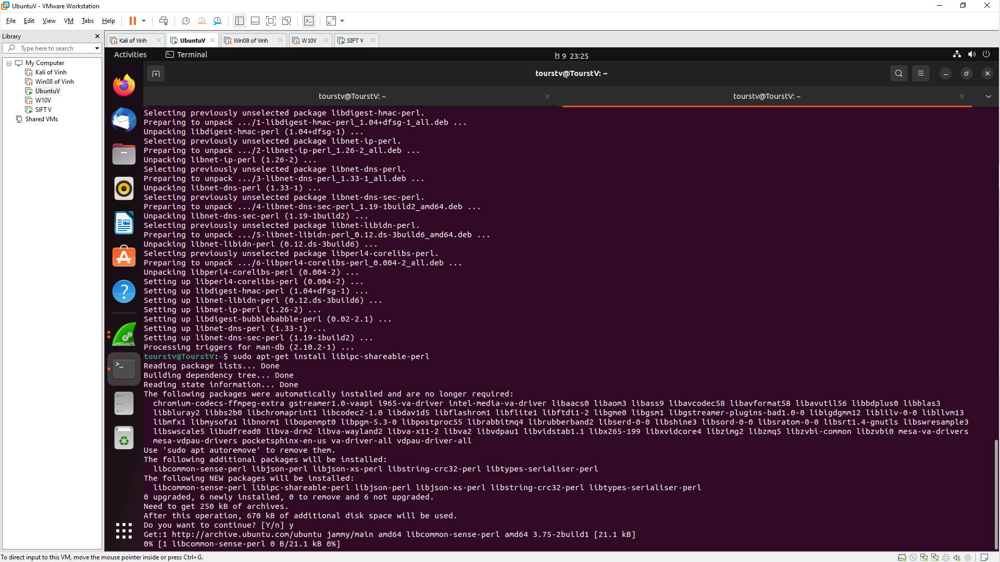 UbuntuV - VMware Workstation
File Edit View VM Tabs Help
Library
Type here to search
My Computer
Kali of Vinh
Win08 of Vinh
UbuntuV
W10V
SIFT V
Shared VMs
Kali of Vinh
UbuntuV
Win08 of Vinh
W10V
SIFT V
Activities
Terminal
9 23:25
tourstv@TourstV: ~
tourstv@TourstV: ~
tourstv@TourstV: ~
Selecting previously unselected package libdigest-hmac-perl.
Preparing to unpack .../1-libdigest-hmac-perl_1.04+dfsg-1_all.deb ...
Unpacking libdigest-hmac-perl (1.04+dfsg-1) ...
Selecting previously unselected package libnet-ip-perl.
Preparing to unpack .../2-libnet-ip-perl_1.26-2_all.deb ...
Unpacking libnet-ip-perl (1.26-2) ...
Selecting previously unselected package libnet-dns-perl.
Preparing to unpack .../3-libnet-dns-perl_1.33-1_all.deb ...
Unpacking libnet-dns-perl (1.33-1) ...
Selecting previously unselected package libnet-dns-sec-perl.
Preparing to unpack .../4-libnet-dns-sec-perl_1.19-1build2_amd64.deb ...
Unpacking libnet-dns-sec-perl (1.19-1build2) ...
Selecting previously unselected package libnet-libidn-perl.
Preparing to unpack .../5-libnet-libidn-perl_0.12.ds-3build6_amd64.deb ...
Unpacking libnet-libidn-perl (0.12.ds-3build6) ...
Selecting previously unselected package libperl4-corelibs-perl.
Preparing to unpack .../6-libperl4-corelibs-perl_0.004-2_all.deb ...
Unpacking libperl4-corelibs-perl (0.004-2) ...
Setting up libperl4-corelibs-perl (0.004-2) ...
Setting up libdigest-hmac-perl (1.04+dfsg-1) ...
Setting up libnet-libidn-perl (0.12.ds-3build6) ...
Setting up libnet-ip-perl (1.26-2) ...
Setting up libdigest-bubblebabble-perl (0.02-2.1) ...
Setting up libnet-dns-perl (1.33-1) ...
Setting up libnet-dns-sec-perl (1.19-1build2) ...
Processing triggers for man-db (2.10.2-1) ...
tourstv@TourstV:~$ sudo apt-get install libipc-shareable-perl
Reading package lists... Done
Building dependency tree... Done
Reading state information... Done
The following packages were automatically installed and are no longer required:
chromium-codecs-ffmpeg-extra gstreamer1.0-vaapi i965-va-driver intel-media-va-driver libaacs0 libaom3 libass9 libavcodec58 libavformat58 libavutil56 libbdplus0 libblas3
libbluray2 libbs2b0 libchromaprint1 libcodec2-1.0 libdav1d5 libflashrom1 libflite1 libftdi1-2 libgme0 libgsm1 libgstreamer-plugins-bad1.0-0 libigdgmm12 liblilv-0-0 libllvm13
libmfx1 libmysofa1 libnorm1 libopenmpt0 libpgm-5.3-0 libpostproc55 librabbitmq4 librubberband2 libserd-0-0 libshine3 libsord-0-0 libsratom-0-0 libsrt1.4-gnutls libswresample3
libswscale5 libudfread0 libva-drm2 libva-wayland2 libva-x11-2 libva2 libvdpau1 libvidstab1.1 libx265-199 libxvidcore4 libzimg2 libzmq5 libzvbi-common libzvbi0 mesa-va-drivers
mesa-vdpau-drivers pocketsphinx-en-us va-driver-all vdpau-driver-all
Use 'sudo apt autoremove' to remove them.
The following additional packages will be installed:
libcommon-sense-perl libjson-perl libjson-xs-perl libstring-crc32-perl libtypes-serialiser-perl
The following NEW packages will be installed:
libcommon-sense-perl libipc-shareable-perl libjson-perl libjson-xs-perl libstring-crc32-perl libtypes-serialiser-perl
0 upgraded, 6 newly installed, 0 to remove and 6 not upgraded.
Need to get 250 kB of archives.
After this operation, 670 kB of additional disk space will be used.
Do you want to continue? [Y/n] y
Get:1 http://archive.ubuntu.com/ubuntu jammy/main amd64 libcommon-sense-perl amd64 3.75-2build1 [21.1 kB]
0% [1 libcommon-sense-perl 0 B/21.1 kB 0%]
To direct input to this VM, move the mouse pointer inside or press Ctrl+G.